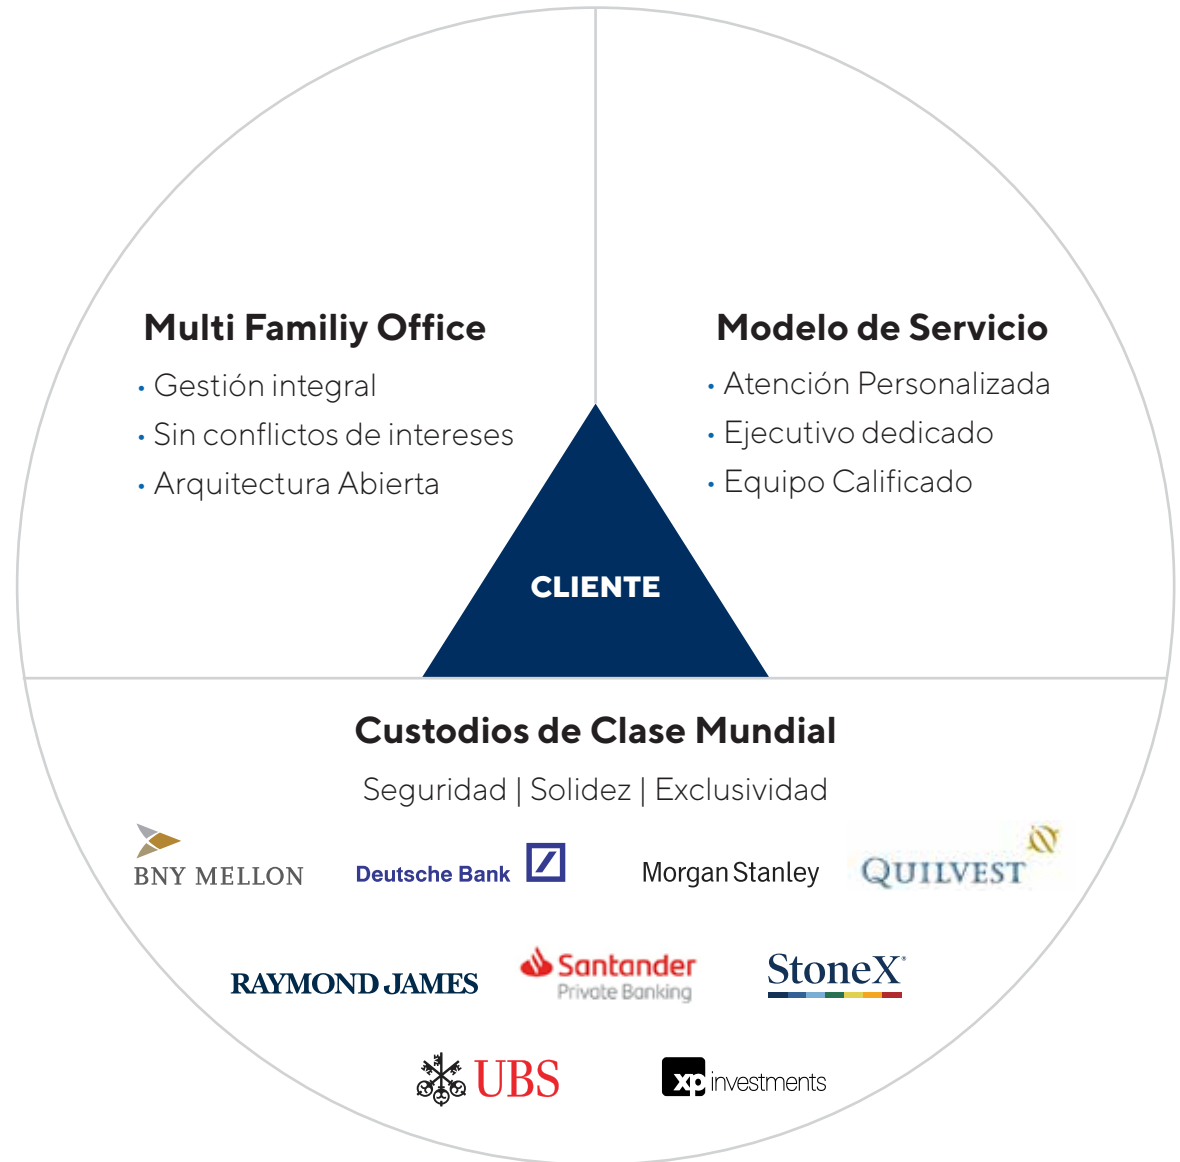 Multi Familiy Office
• Gestión integral
• Sin conflictos de intereses
• Arquitectura Abierta
Modelo de Servicio
• Atención Personalizada
• Ejecutivo dedicado
• Equipo Calificado
CLIENTE
Custodios de Clase Mundial
Seguridad | Solidez | Exclusividad
BNY MELLON
Deutsche Bank
Morgan Stanley
QUILVEST
RAYMOND JAMES
Santander
Private Banking
StoneX®
UBS
xp investments